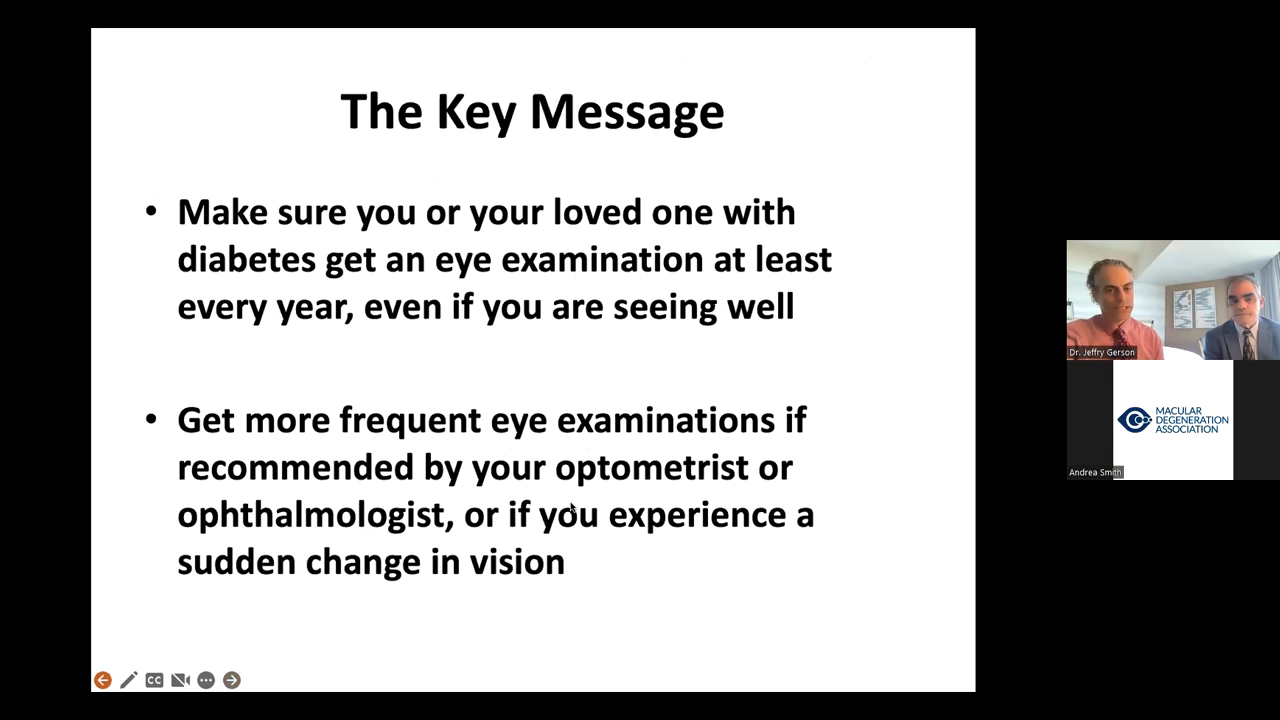 The Key Message
• Make sure you or your loved one with
diabetes get an eye examination at least
every year, even if you are seeing well
• Get more frequent eye examinations if
recommended by your optometrist or
ophthalmologist, or if you experience a
sudden change in vision
CC
Dr. Jeffry Gerson
MACULAR
DEGENERATION
ASSOCIATION
Andrea Smith